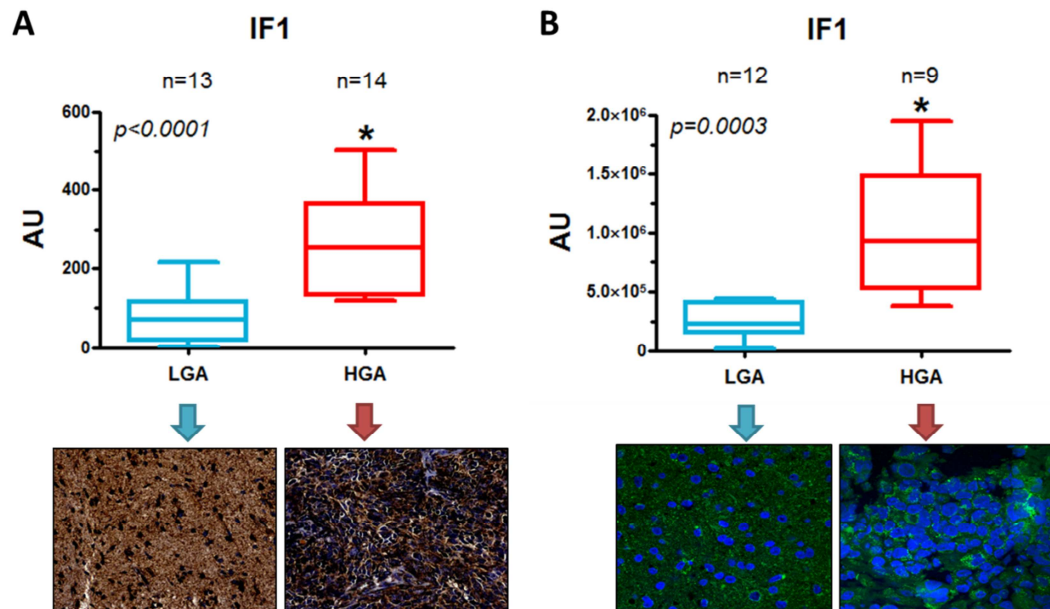 A
IF1
n=13
n=14
p<0.0001
*
600
400
200
0
AU
LGA
HGA
B
IF1
n=12
n=9
p=0.0003
*
2.0×10⁶
1.5×10⁶
1.0×10⁶
5.0×10⁵
0
AU
LGA
HGA